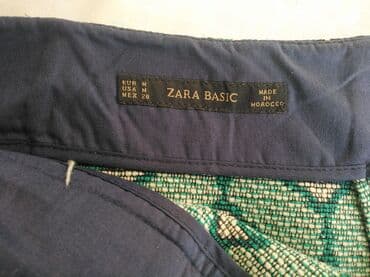 EUR M
USA M
MEX 28
ZARA BASIC
MADE
IN
MOROCCO